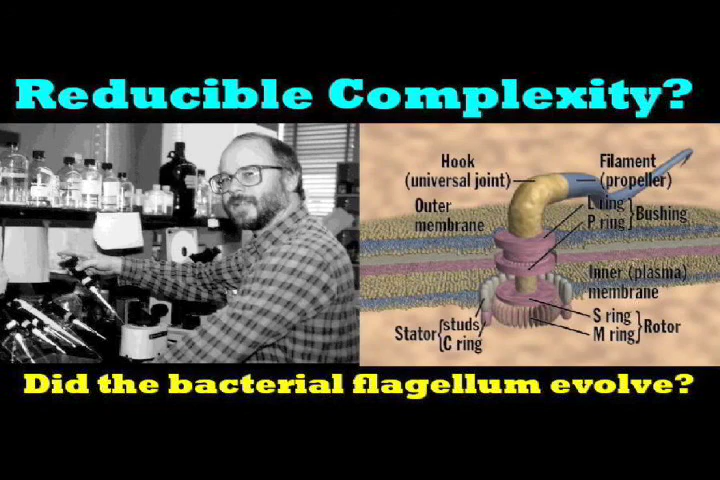 Reducible Complexity?
Hook
(universal joint)
Filament
(propeller)
Outer
membrane
L ring
P ring
Bushing
Inner (plasma)
membrane
Stator
studs
C ring
S ring
M ring
Rotor
Did the bacterial flagellum evolve?